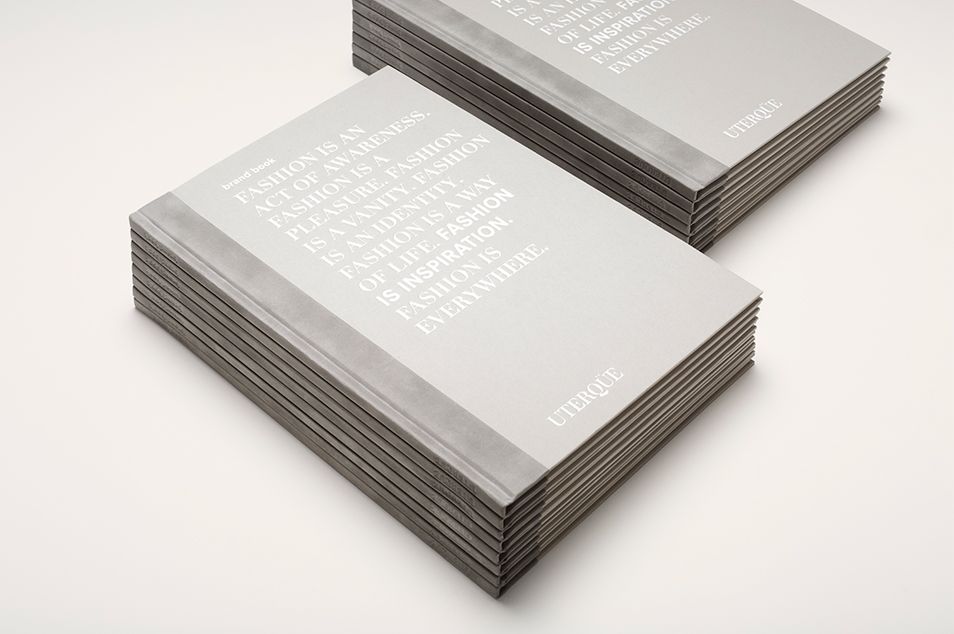 brand book
FASHION IS AN
ACT OF AWARENESS.
FASHION IS A
PLEASURE. FASHION
IS A VANITY. FASHION
IS AN IDENTITY.
FASHION IS A WAY
OF LIFE. FASHION
IS INSPIRATION.
FASHION IS
EVERYWHERE.
UTERQÜE
OF LIFE. FA
IS INSPIRATION
FASHION IS
EVERYWHERE.
UTERQÜE